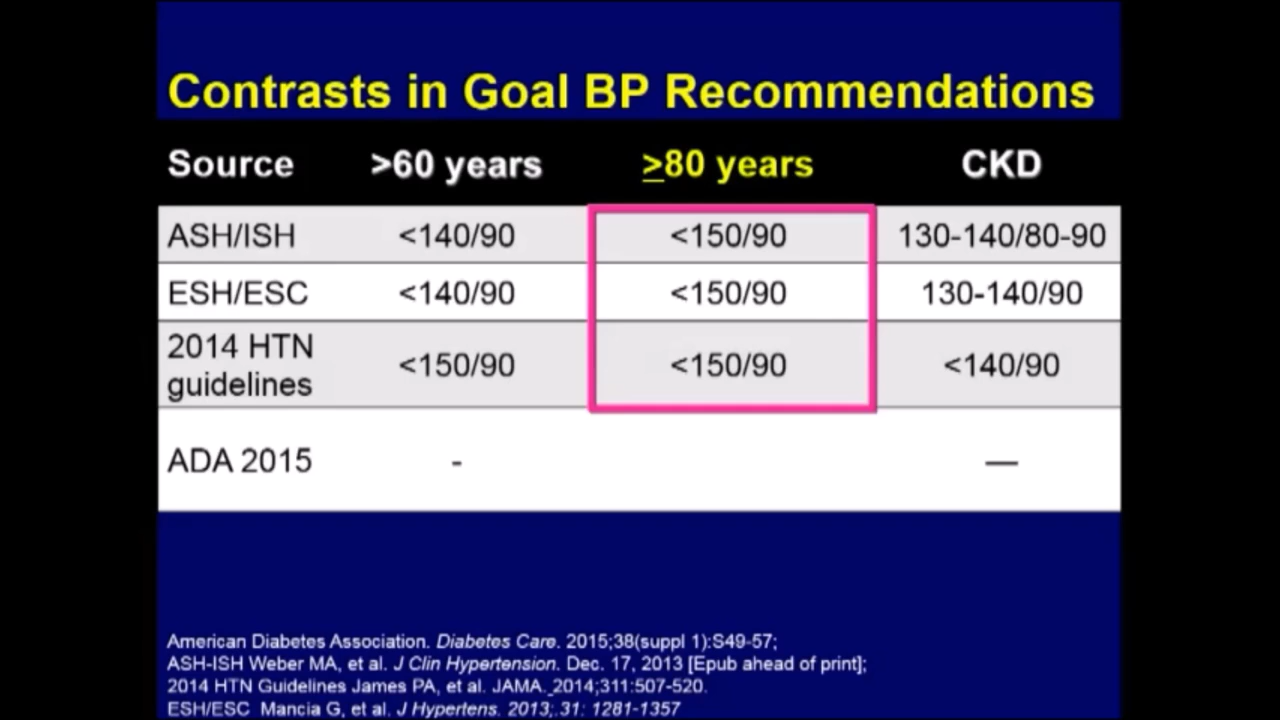 Contrasts in Goal BP Recommendations
Source >60 years ≥80 years CKD
ASH/ISH <140/90 <150/90 130-140/80-90
ESH/ESC <140/90 <150/90 130-140/90
2014 HTN
guidelines <150/90 <150/90 <140/90
ADA 2015 - —
American Diabetes Association. Diabetes Care. 2015;38(suppl 1):S49-57;
ASH-ISH Weber MA, et al. J Clin Hypertension. Dec. 17, 2013 [Epub ahead of print];
2014 HTN Guidelines James PA, et al. JAMA. 2014;311:507-520.
ESH/ESC Mancia G, et al. J Hypertens. 2013;.31: 1281-1357